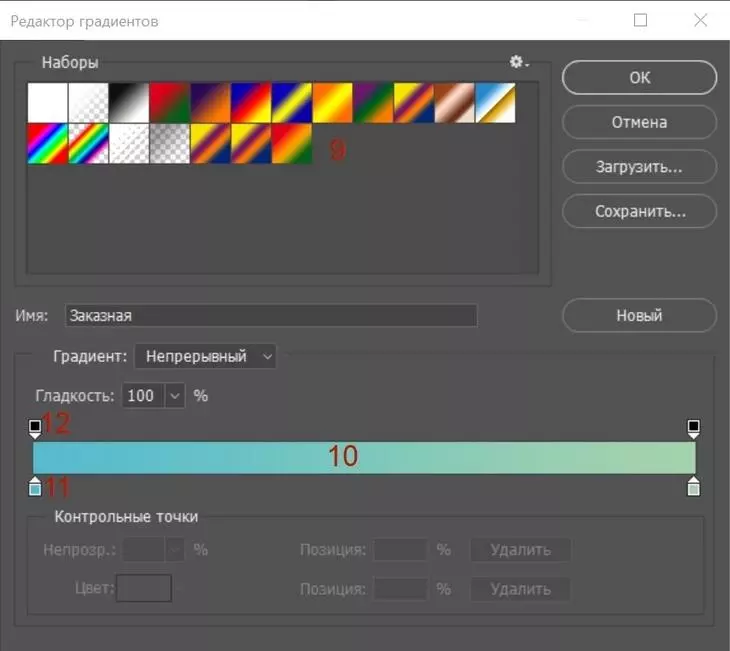 Редактор градиентов
Наборы
ОК
Отмена
Загрузить...
Сохранить...
9
Имя: Заказная
Новый
Градиент: Непрерывный
Гладкость: 100 %
12
10
11
Контрольные точки
Непрозр.: % Позиция: % Удалить
Цвет: Позиция: % Удалить